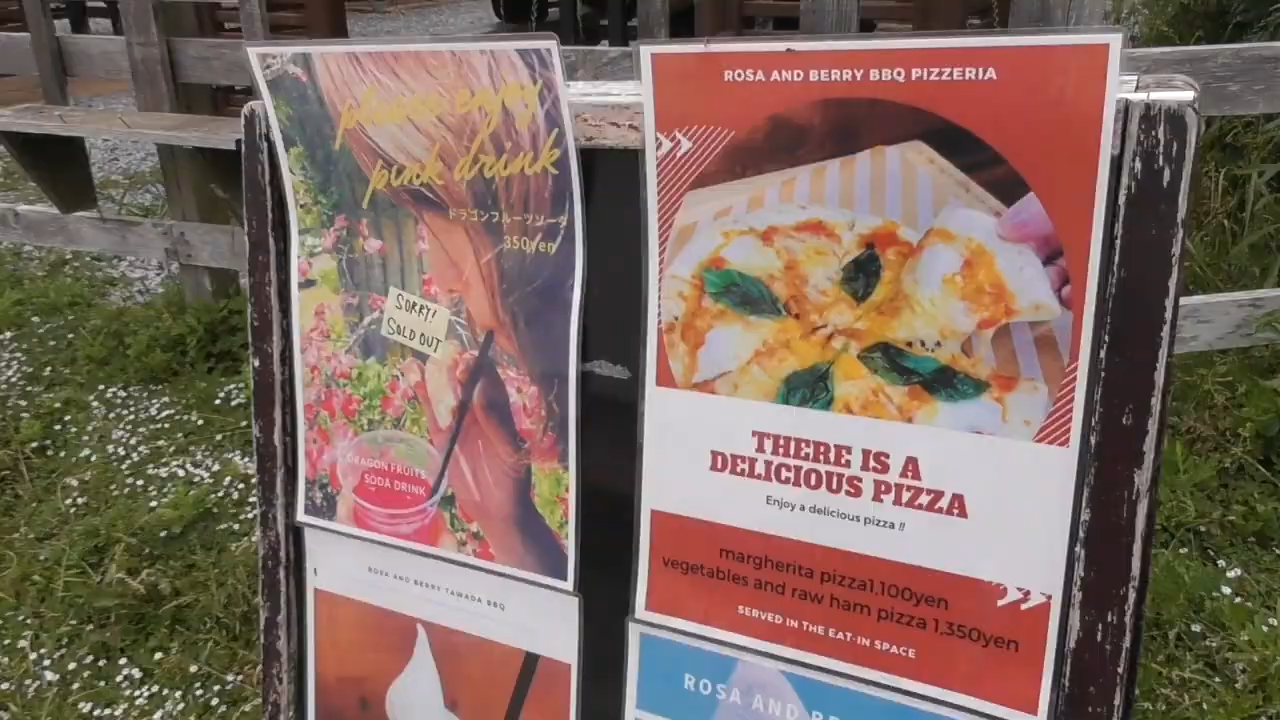 please enjoy
pink drink
ドラゴンフルーツソーダ
350yen
SORRY!
SOLD OUT
DRAGON FRUITS
SODA DRINK
ROSA AND BERRY TAWADA BBQ
ROSA AND BERRY BBQ PIZZERIA
THERE IS A
DELICIOUS PIZZA
Enjoy a delicious pizza !!
margherita pizza1,100yen
vegetables and raw ham pizza 1,350yen
SERVED IN THE EAT-IN SPACE
ROSA AND